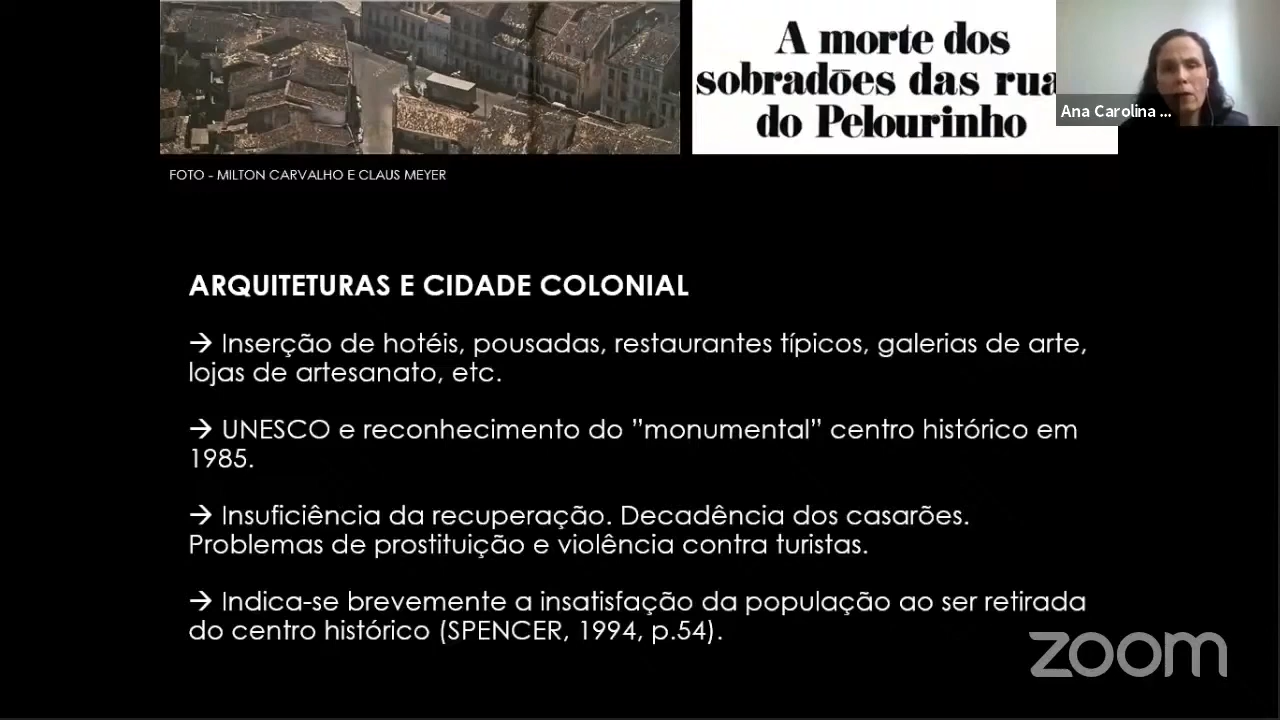 A morte dos
sobradões das rua
do Pelourinho
Ana Carolina ...
FOTO - MILTON CARVALHO E CLAUS MEYER
ARQUITETURAS E CIDADE COLONIAL
→ Inserção de hotéis, pousadas, restaurantes típicos, galerias de arte,
lojas de artesanato, etc.
→ UNESCO e reconhecimento do ”monumental” centro histórico em
1985.
→ Insuficiência da recuperação. Decadência dos casarões.
Problemas de prostituição e violência contra turistas.
→ Indica-se brevemente a insatisfação da população ao ser retirada
do centro histórico (SPENCER, 1994, p.54).
zoom